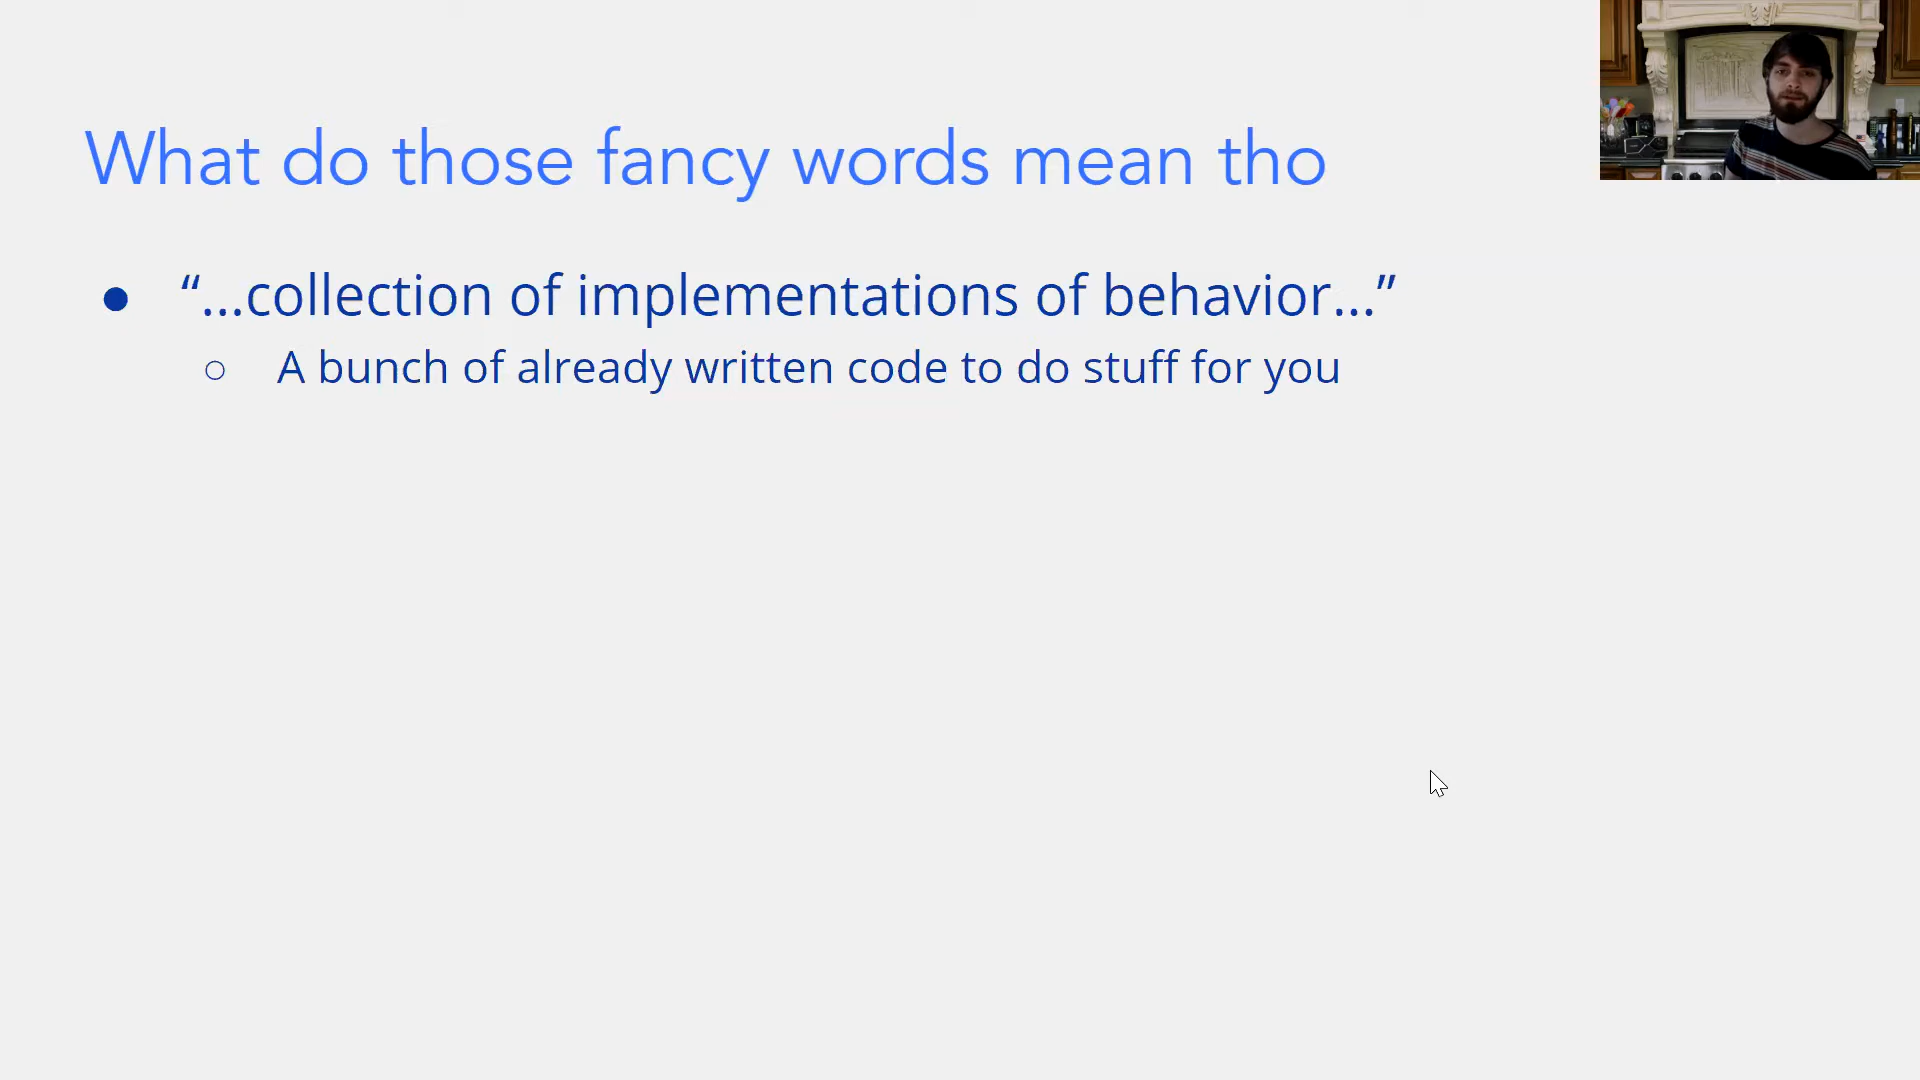 What do those fancy words mean tho
● “...collection of implementations of behavior...”
○ A bunch of already written code to do stuff for you